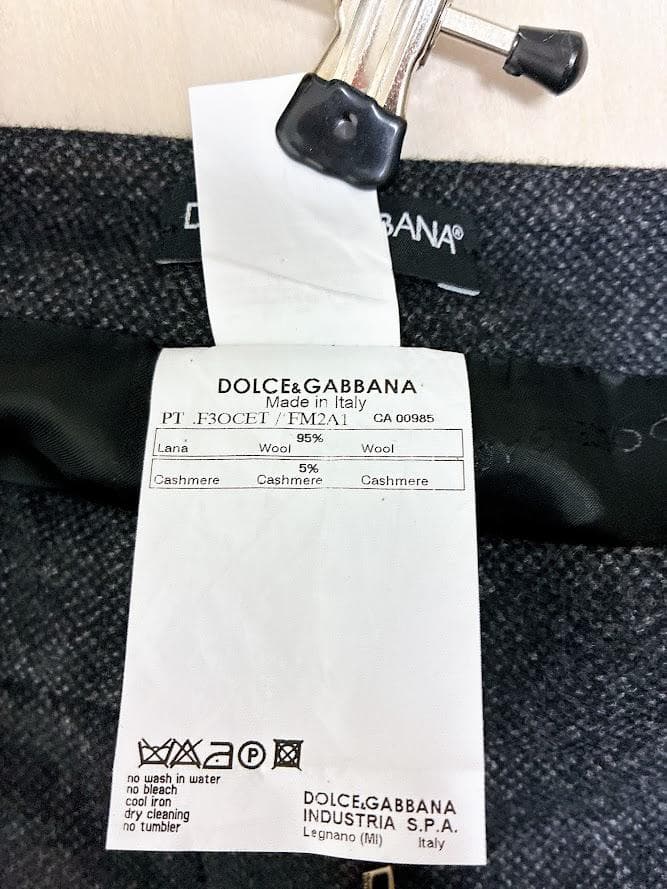 BANA®
DOLCE&GABBANA
Made in Italy
PT .F3OCET / FM2A1 CA 00985
95%
Lana Wool Wool
5%
Cashmere Cashmere Cashmere
no wash in water
no bleach
cool iron
dry cleaning
no tumbler
P
DOLCE&GABBANA
INDUSTRIA S.P.A.
Legnano (MI) Italy